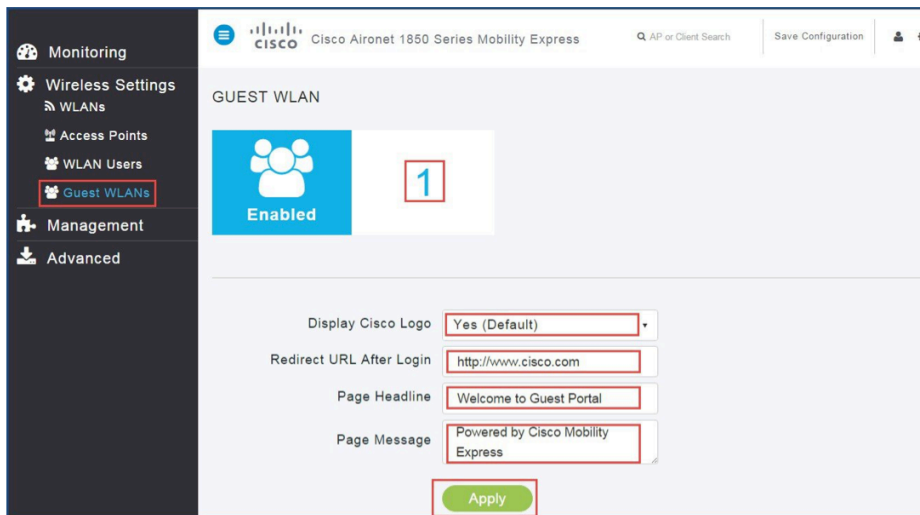 CISCO Cisco Aironet 1850 Series Mobility Express
AP or Client Search
Save Configuration
Monitoring
Wireless Settings
WLANs
Access Points
WLAN Users
Guest WLANs
Management
Advanced
GUEST WLAN
Enabled
1
Display Cisco Logo Yes (Default)
Redirect URL After Login http://www.cisco.com
Page Headline Welcome to Guest Portal
Page Message Powered by Cisco Mobility
Express
Apply